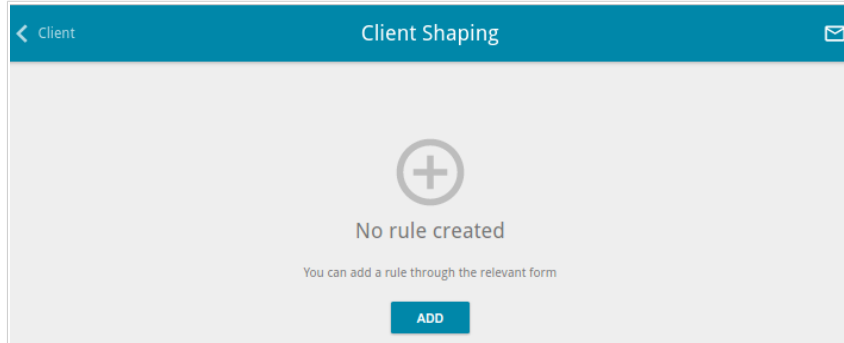 Client
Client Shaping
No rule created
You can add a rule through the relevant form
ADD